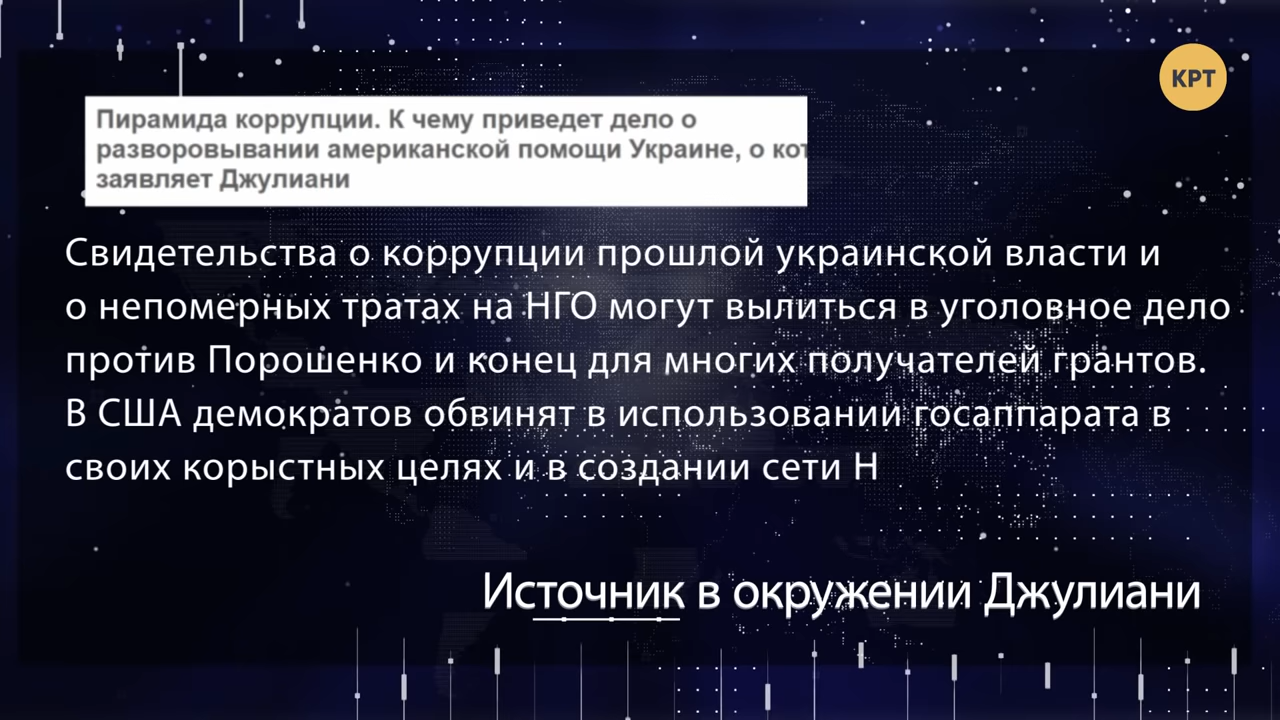 КРТ
Пирамида коррупции. К чему приведет дело о
разворовывании американской помощи Украине, о
заявляет Джулиани
Свидетельства о коррупции прошлой украинской власти и
о непомерных тратах на НГО могут вылиться в уголовное дело
против Порошенко и конец для многих получателей грантов.
В США демократов обвинят в использовании госаппарата в
своих корыстных целях и в создании сети Н
Источник в окружении Джулиани